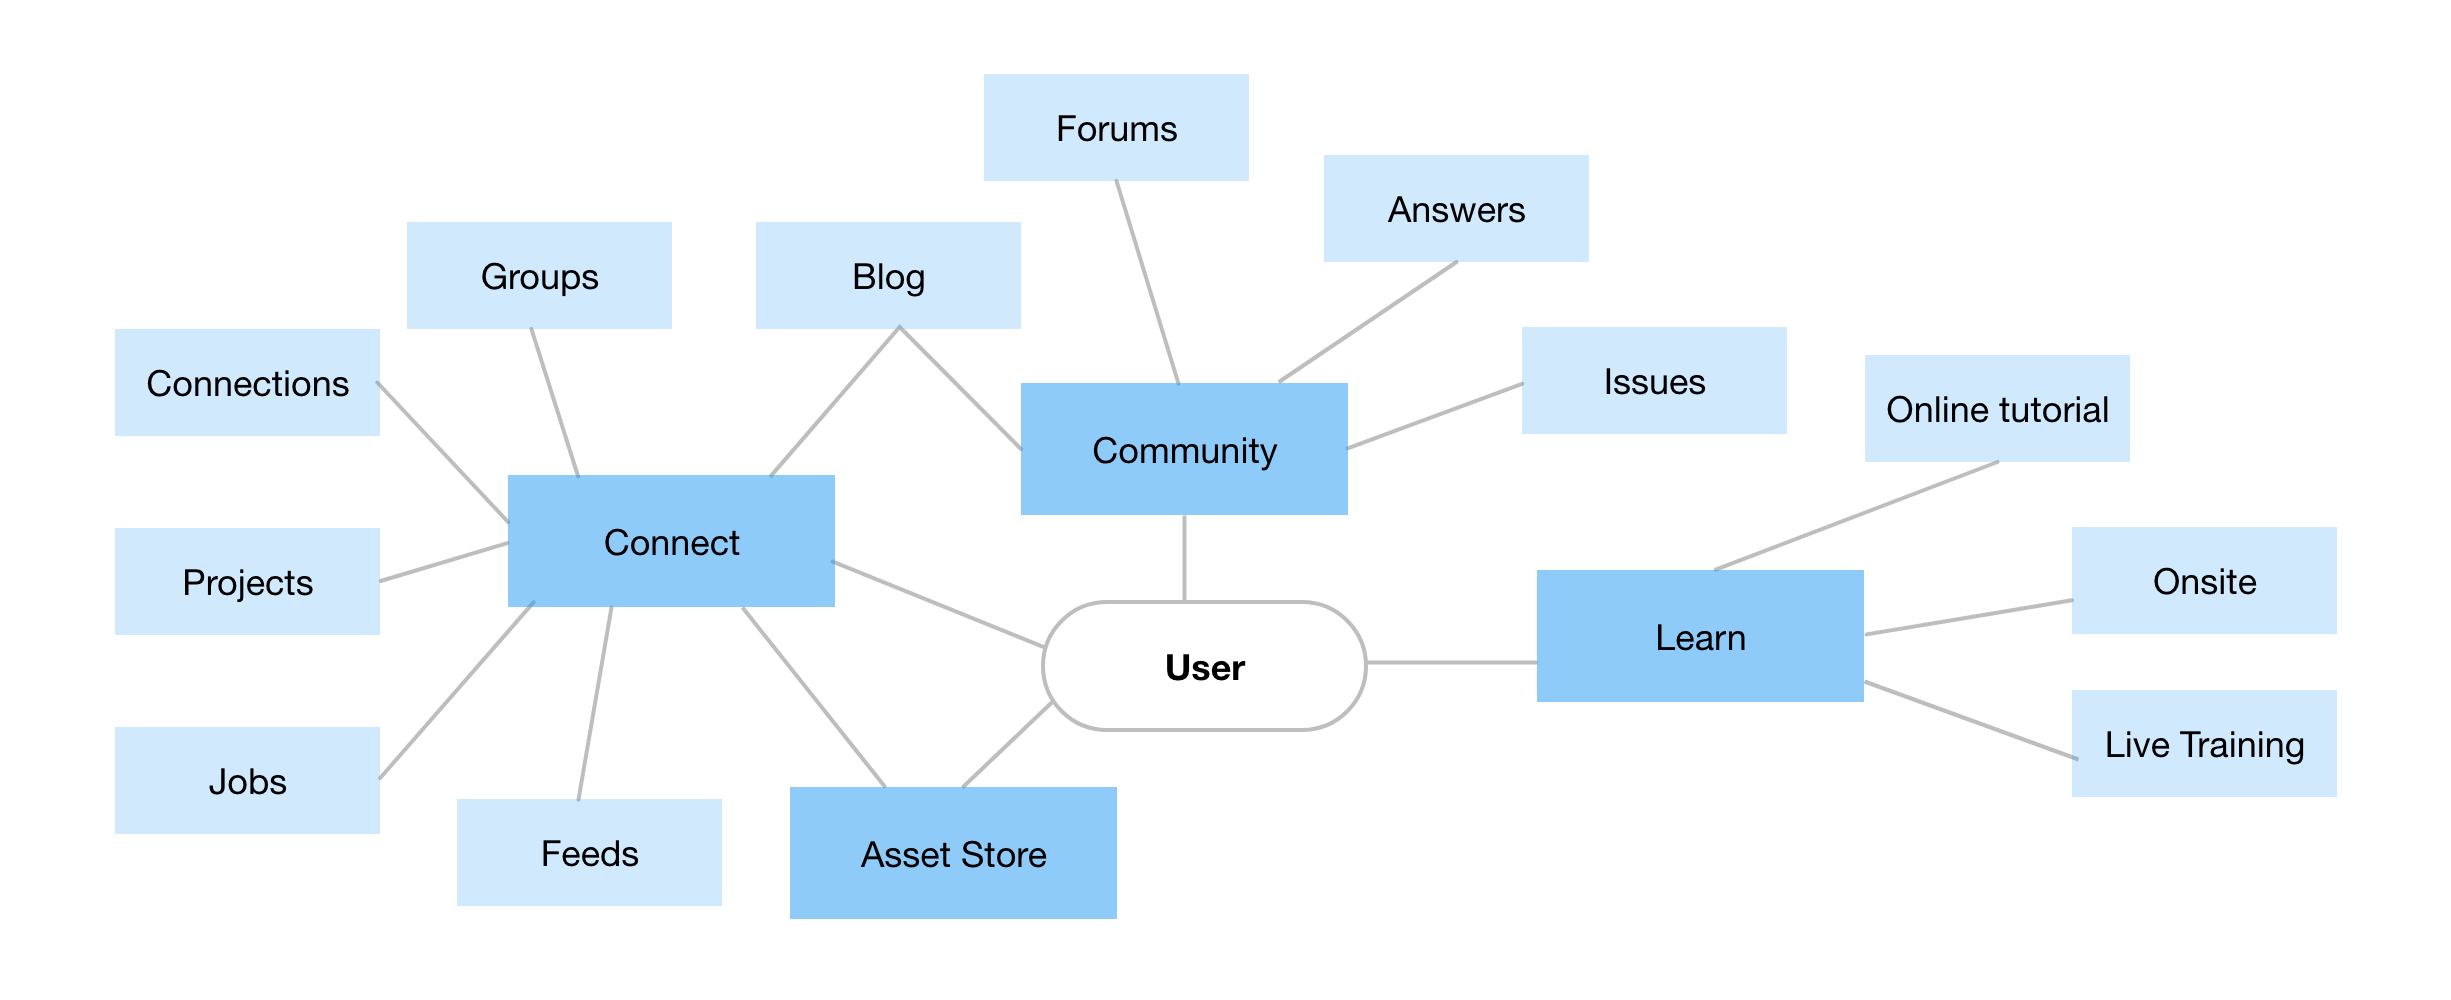 Forums
Answers
Groups
Blog
Connections
Issues
Online tutorial
Community
Connect
Projects
Onsite
Learn
User
Live Training
Jobs
Feeds
Asset Store